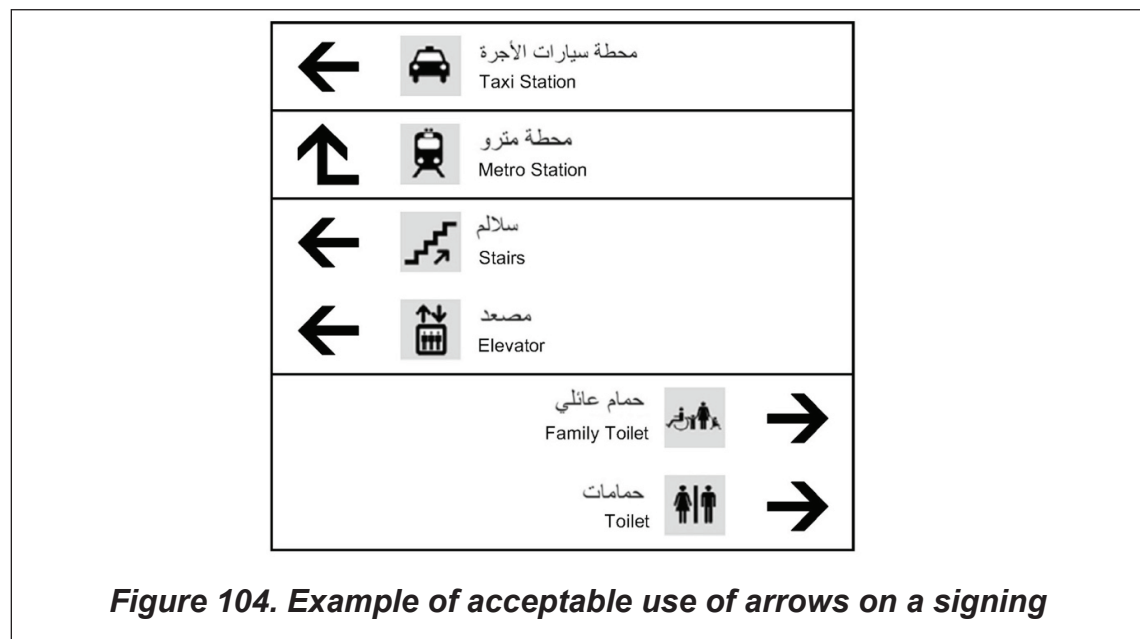 محطة سيارات الأجرة
Taxi Station
محطة مترو
Metro Station
سلالم
Stairs
مصعد
Elevator
حمام عائلي
Family Toilet
حمامات
Toilet
Figure 104. Example of acceptable use of arrows on a signing